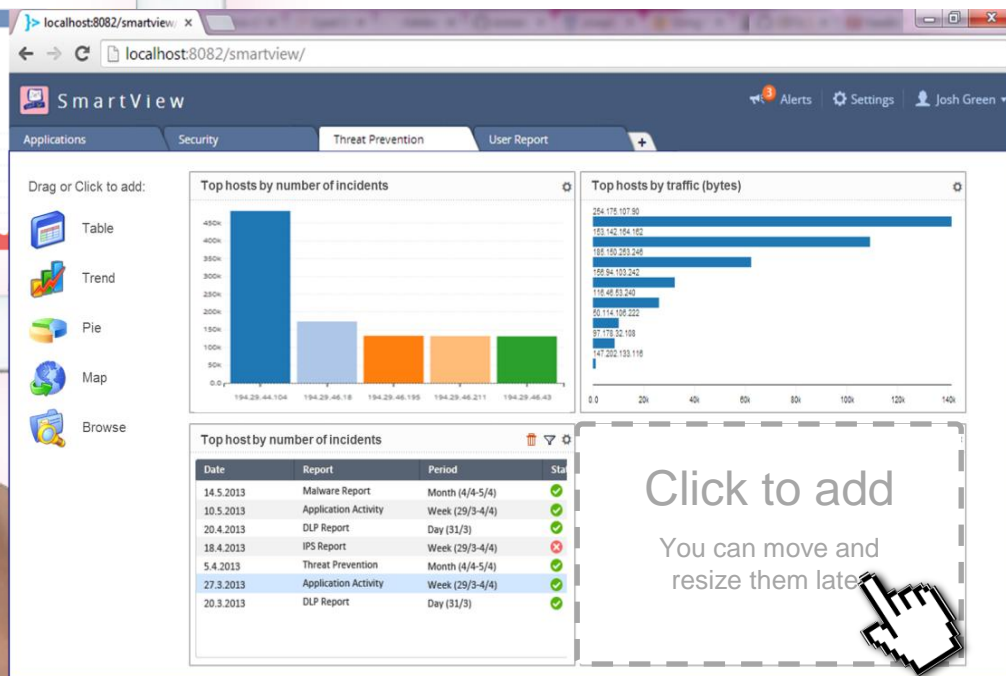 localhost:8082/smartview/
localhost:8082/smartview/
SmartView
3
Alerts
Settings
Josh Green
Applications
Security
Threat Prevention
User Report
+
Drag or Click to add:
Table
Trend
Pie
Map
Browse
Top hosts by number of incidents
450k
400k
350k
300k
250k
200k
150k
100k
50k
0.0
194.29.44.104 194.29.46.18 194.29.46.195 194.29.46.211 194.29.46.43
Top hosts by traffic (bytes)
254.175.107.90
153.142.164.162
185.150.253.246
156.94.103.242
116.46.53.240
50.114.106.222
97.178.32.108
147.202.133.116
0.0 20k 40k 60k 80k 100k 120k 140k
Top host by number of incidents
Date Report Period Stat
14.5.2013 Malware Report Month (4/4-5/4)
10.5.2013 Application Activity Week (29/3-4/4)
20.4.2013 DLP Report Day (31/3)
18.4.2013 IPS Report Week (29/3-4/4)
5.4.2013 Threat Prevention Month (4/4-5/4)
27.3.2013 Application Activity Week (29/3-4/4)
20.3.2013 DLP Report Day (31/3)
Click to add
You can move and
resize them late